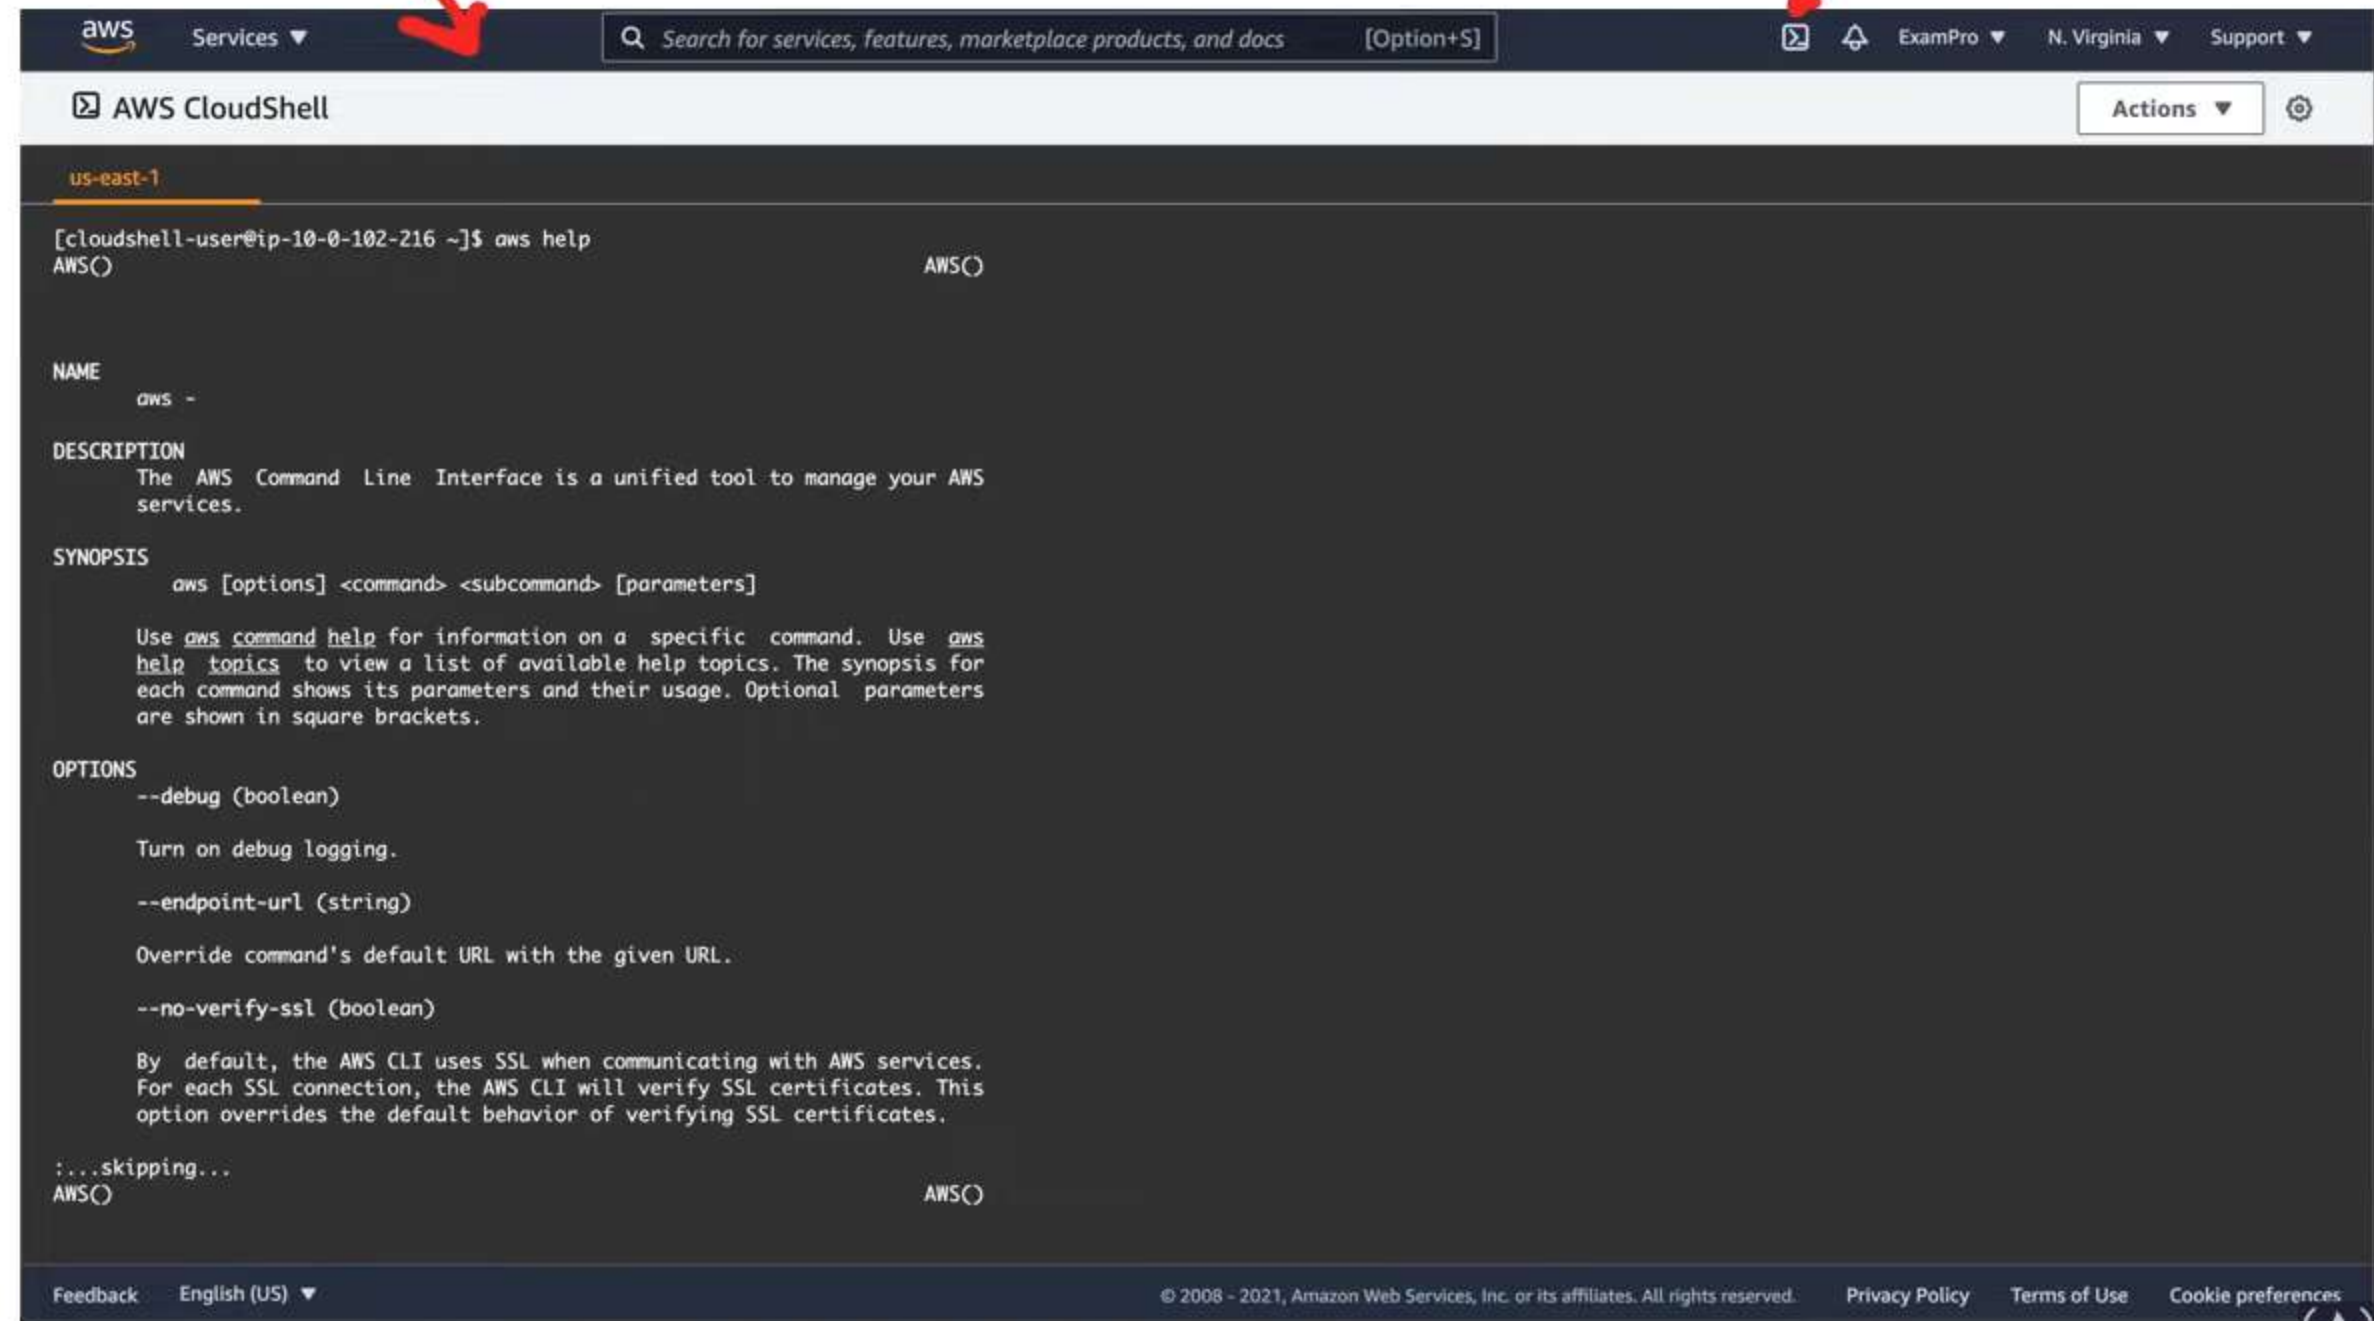 aws Services ▼ Search for services, features, marketplace products, and docs [Option+S] ExamPro ▼ N. Virginia ▼ Support ▼
AWS CloudShell Actions ▼
us-east-1
[cloudshell-user@ip-10-0-102-216 ~]$ aws help
AWS() AWS()
NAME
aws -
DESCRIPTION
The AWS Command Line Interface is a unified tool to manage your AWS
services.
SYNOPSIS
aws [options] <command> <subcommand> [parameters]
Use aws command help for information on a specific command. Use aws
help topics to view a list of available help topics. The synopsis for
each command shows its parameters and their usage. Optional parameters
are shown in square brackets.
OPTIONS
--debug (boolean)
Turn on debug logging.
--endpoint-url (string)
Override command's default URL with the given URL.
--no-verify-ssl (boolean)
By default, the AWS CLI uses SSL when communicating with AWS services.
For each SSL connection, the AWS CLI will verify SSL certificates. This
option overrides the default behavior of verifying SSL certificates.
:...skipping...
AWS() AWS()
Feedback English (US) ▼ © 2008 - 2021, Amazon Web Services, Inc. or its affiliates. All rights reserved. Privacy Policy Terms of Use Cookie preferences